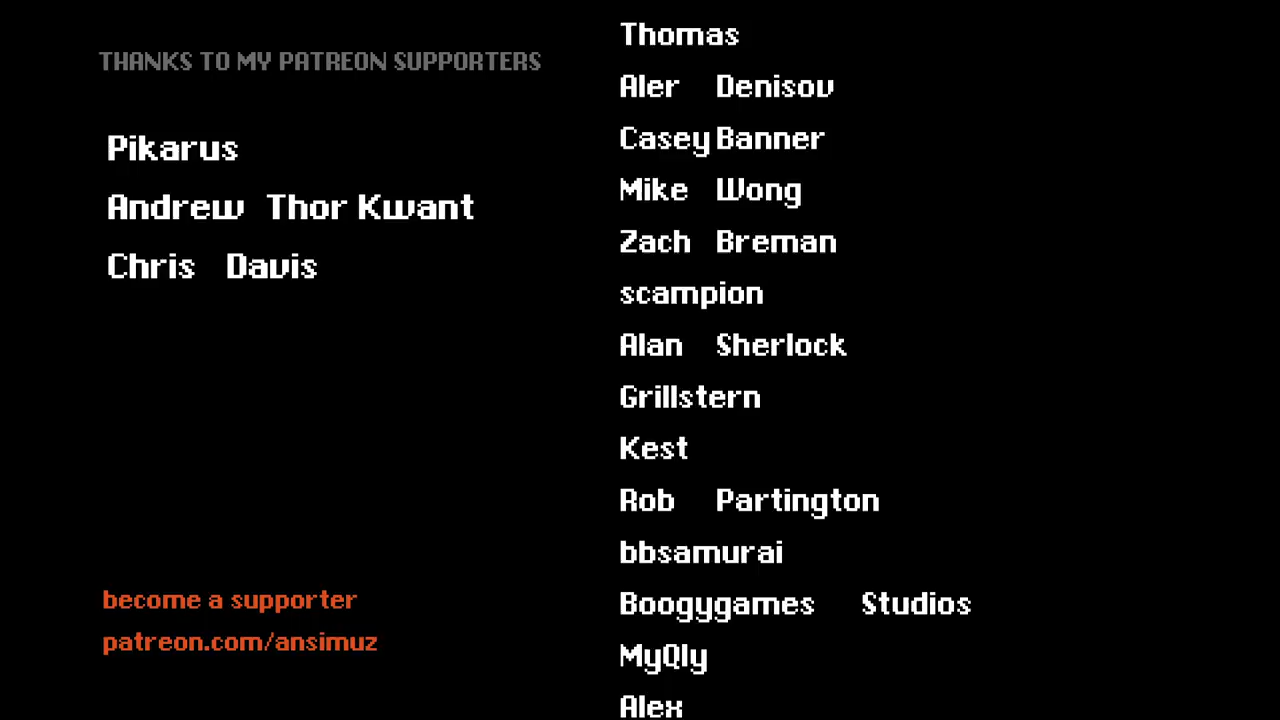 THANKS TO MY PATREON SUPPORTERS
Pikarus
Andrew Thor Kwant
Chris Davis
become a supporter
patreon.com/ansimuz
Thomas
Aler Denisov
Casey Banner
Mike Wong
Zach Breman
scampion
Alan Sherlock
Grillstern
Kest
Rob Partington
bbsamurai
Boogygames Studios
MyQly
Alex